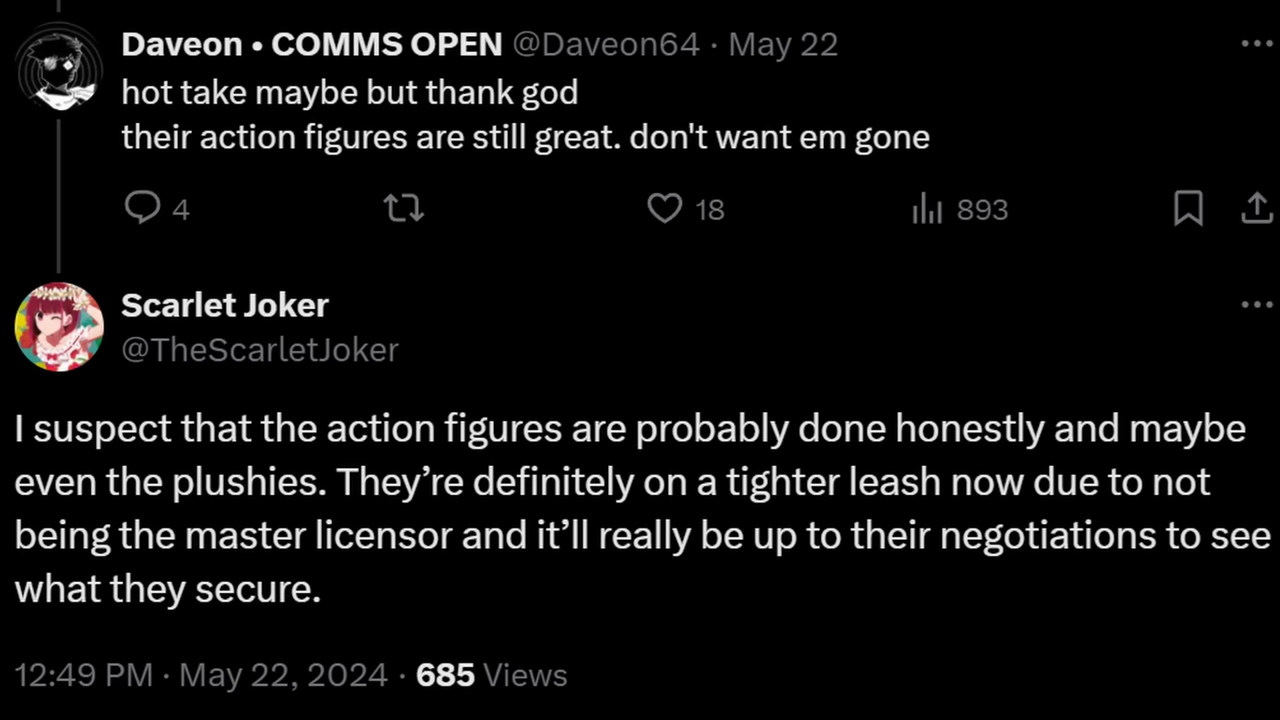 Daveon • COMMS OPEN @Daveon64 · May 22
hot take maybe but thank god
their action figures are still great. don't want em gone
4 18 893
Scarlet Joker
@TheScarletJoker
I suspect that the action figures are probably done honestly and maybe
even the plushies. They’re definitely on a tighter leash now due to not
being the master licensor and it’ll really be up to their negotiations to see
what they secure.
12:49 PM · May 22, 2024 · 685 Views